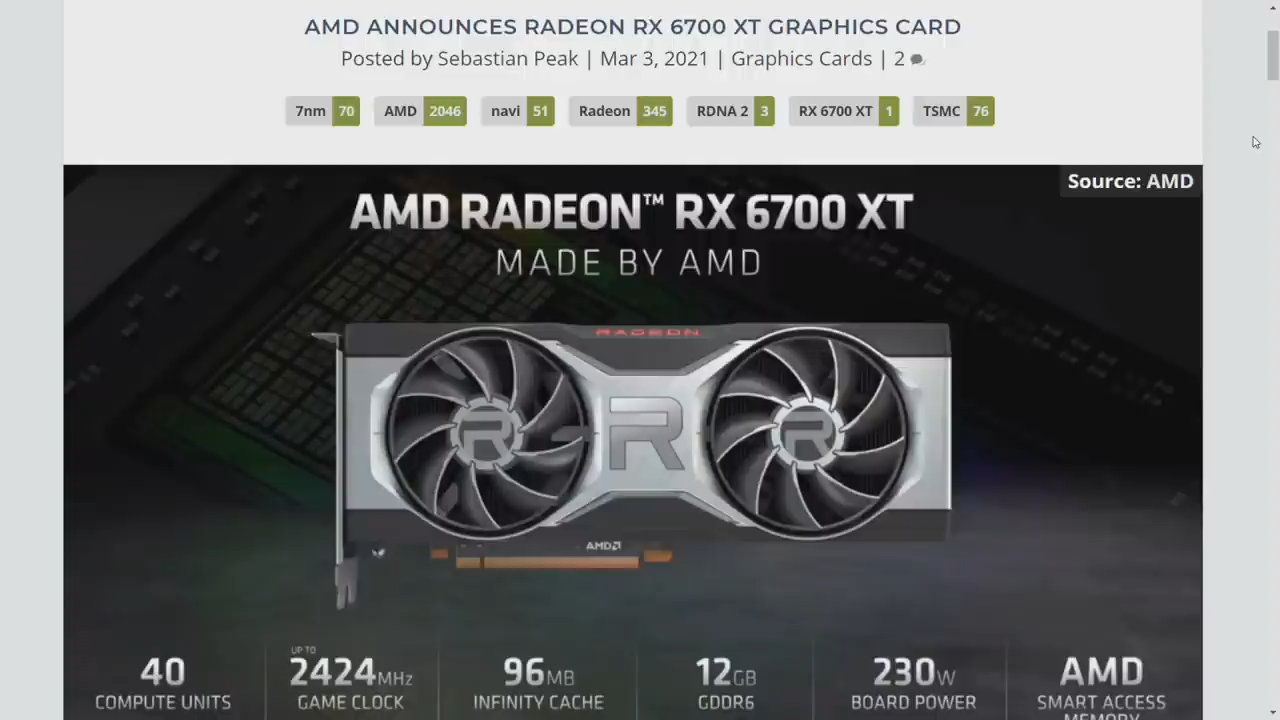 AMD ANNOUNCES RADEON RX 6700 XT GRAPHICS CARD
Posted by Sebastian Peak | Mar 3, 2021 | Graphics Cards | 2
7nm 70 AMD 2046 navi 51 Radeon 345 RDNA 2 3 RX 6700 XT 1 TSMC 76
Source: AMD
AMD RADEON™ RX 6700 XT
MADE BY AMD
RADEON
R R R
AMD
40
COMPUTE UNITS
UP TO
2424MHz
GAME CLOCK
96MB
INFINITY CACHE
12GB
GDDR6
230W
BOARD POWER
AMD
SMART ACCESS
MEMORY